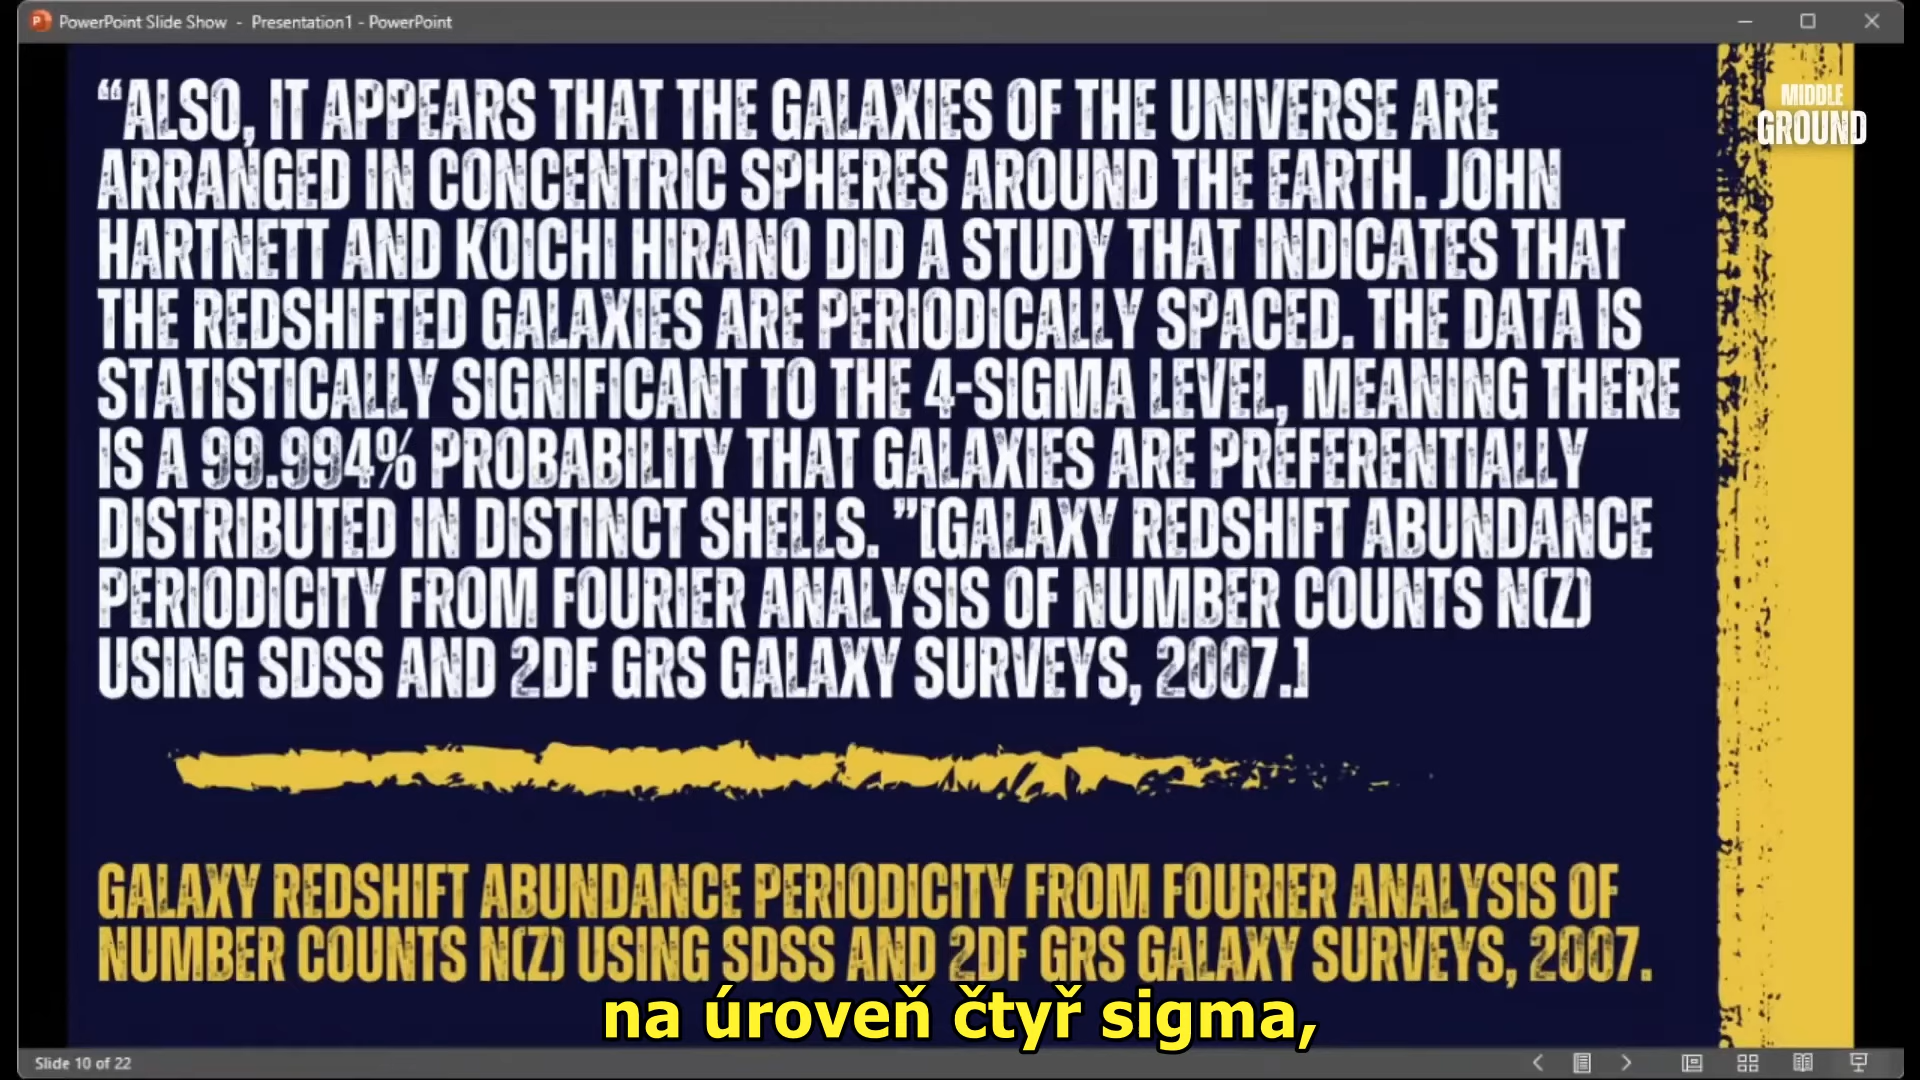 PowerPoint Slide Show - Presentation1 - PowerPoint
MIDDLE
GROUND
“ALSO, IT APPEARS THAT THE GALAXIES OF THE UNIVERSE ARE
ARRANGED IN CONCENTRIC SPHERES AROUND THE EARTH. JOHN
HARTNETT AND KOICHI HIRANO DID A STUDY THAT INDICATES THAT
THE REDSHIFTED GALAXIES ARE PERIODICALLY SPACED. THE DATA IS
STATISTICALLY SIGNIFICANT TO THE 4-SIGMA LEVEL, MEANING THERE
IS A 99.994% PROBABILITY THAT GALAXIES ARE PREFERENTIALLY
DISTRIBUTED IN DISTINCT SHELLS. ”[GALAXY REDSHIFT ABUNDANCE
PERIODICITY FROM FOURIER ANALYSIS OF NUMBER COUNTS N(Z)
USING SDSS AND 2DF GRS GALAXY SURVEYS, 2007.]
GALAXY REDSHIFT ABUNDANCE PERIODICITY FROM FOURIER ANALYSIS OF
NUMBER COUNTS N(Z) USING SDSS AND 2DF GRS GALAXY SURVEYS, 2007.
na úroveň čtyř sigma,
Slide 10 of 22